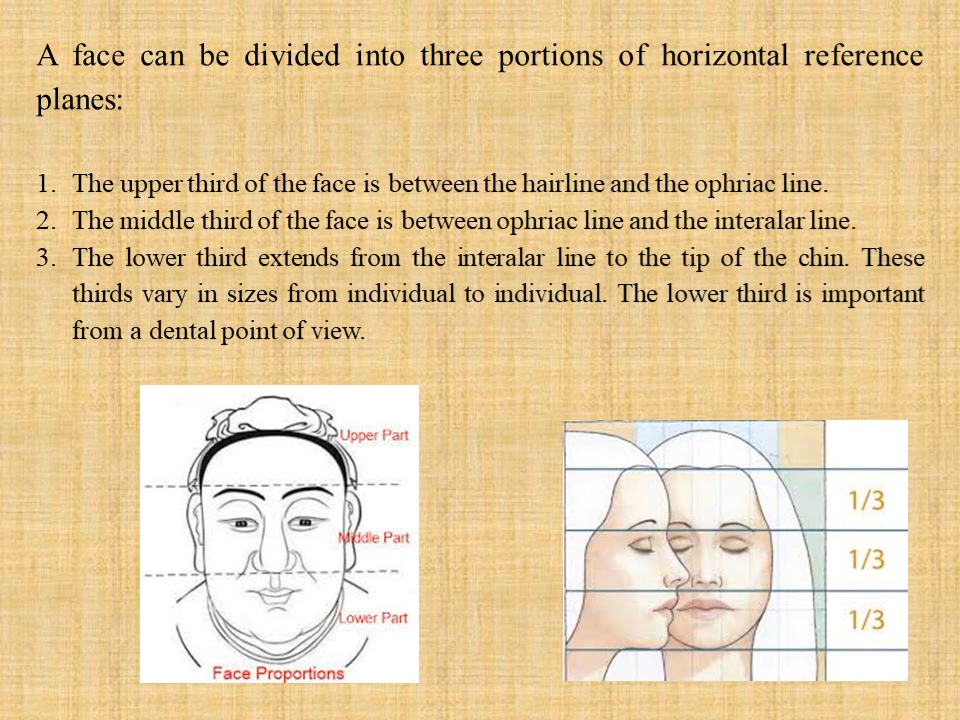 A face can be divided into three portions of horizontal reference
planes:
1. The upper third of the face is between the hairline and the ophriac line.
2. The middle third of the face is between ophriac line and the interalar line.
3. The lower third extends from the interalar line to the tip of the chin. These
thirds vary in sizes from individual to individual. The lower third is important
from a dental point of view.
Upper Part
Middle Part
Lower Part
Face Proportions
1/3
1/3
1/3